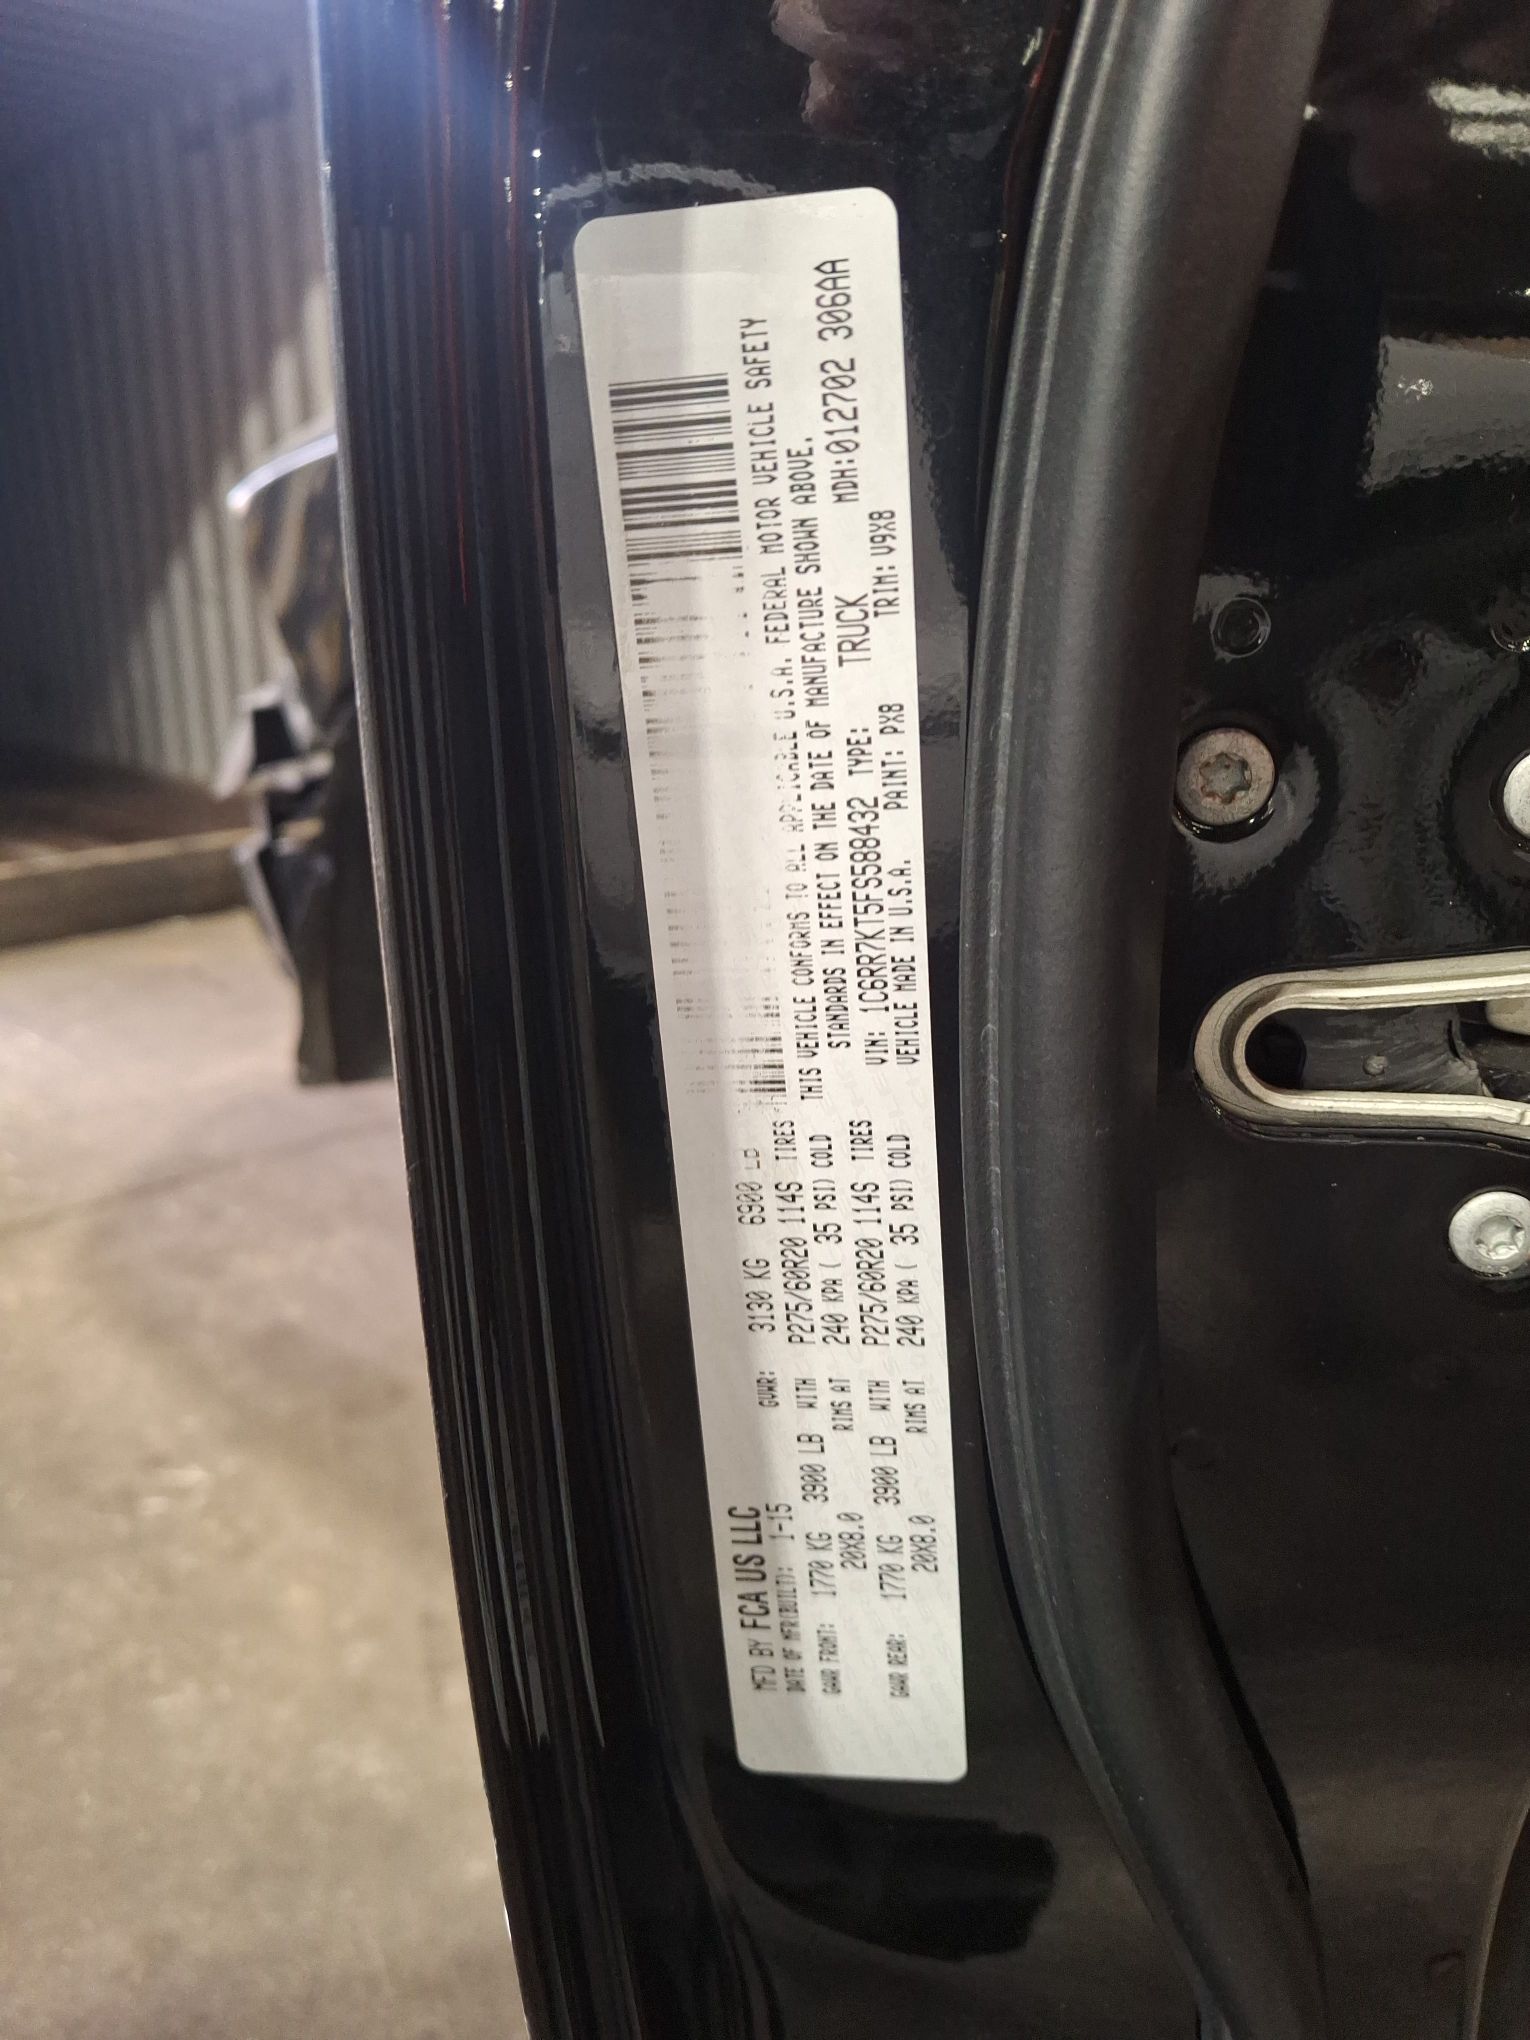 MFD BY FCA US LLC
DATE OF MFR(BUILT): 1-15 GVWR: 3130 KG 6900 LB
GAWR FRONT: 1770 KG 3900 LB WITH P275/60R20 114S TIRES
20X8.0 RIMS AT 240 KPA ( 35 PSI) COLD
GAWR REAR: 1770 KG 3900 LB WITH P275/60R20 114S TIRES
20X8.0 RIMS AT 240 KPA ( 35 PSI) COLD
THIS VEHICLE CONFORMS TO ALL APPLICABLE U.S.A. FEDERAL MOTOR VEHICLE SAFETY
STANDARDS IN EFFECT ON THE DATE OF MANUFACTURE SHOWN ABOVE.
VIN: 1C6RR7KT5FS588432 TYPE: TRUCK MDH:012702 306AA
VEHICLE MADE IN U.S.A. PAINT: PX8 TRIM: V9X8